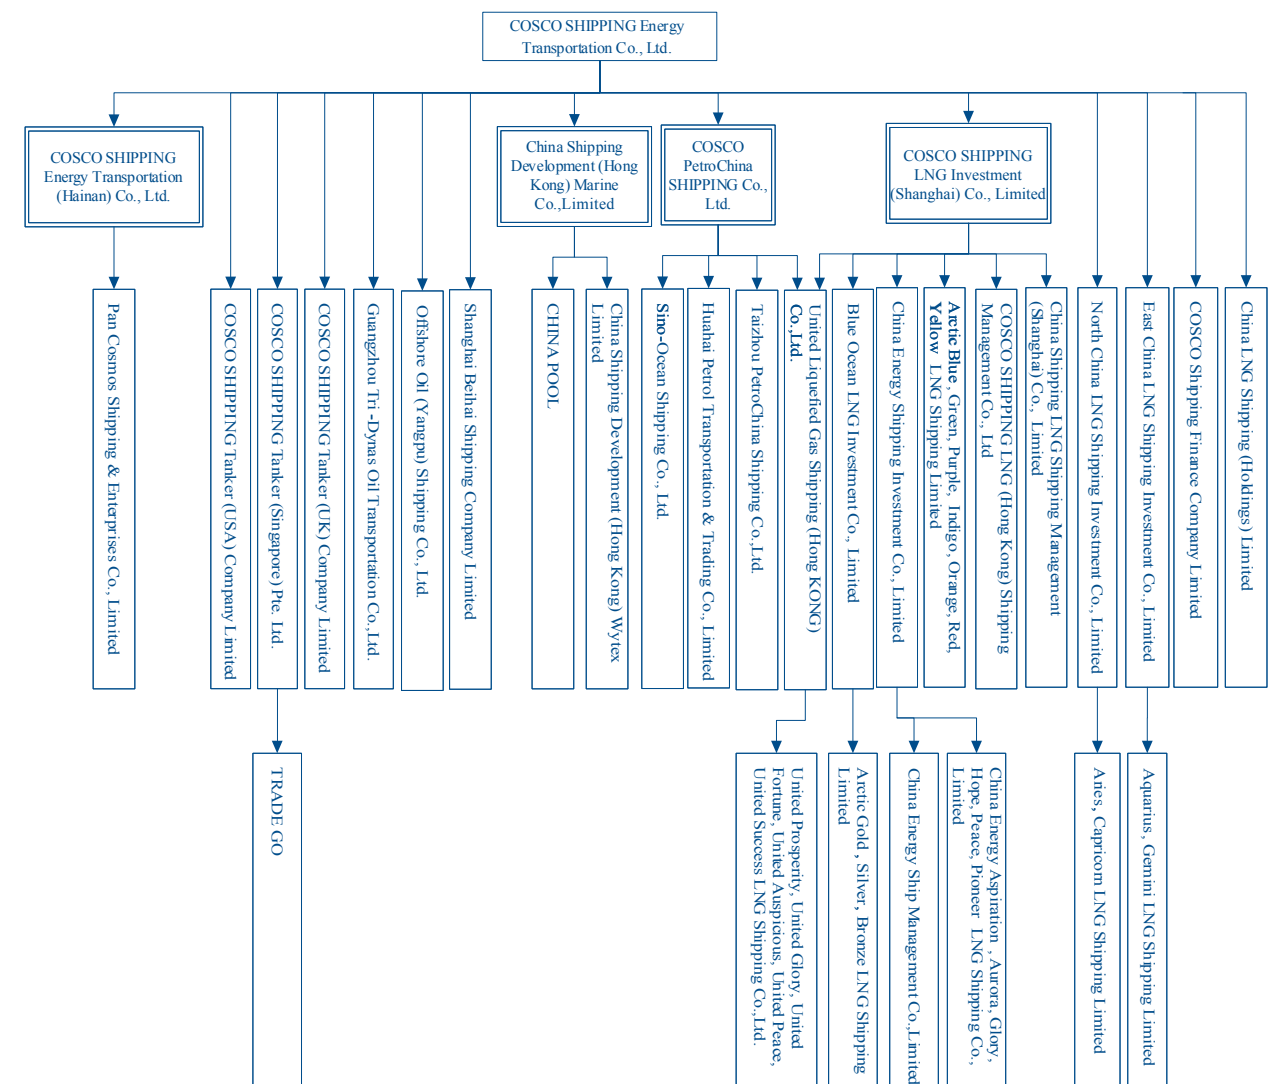 COSCO SHIPPING Energy
Transportation Co., Ltd.
COSCO SHIPPING
Energy Transportation
(Hainan) Co., Ltd.
China Shipping
Development (Hong
Kong) Marine
Co.,Limited
COSCO
PetroChina
SHIPPING Co.,
Ltd.
COSCO SHIPPING
LNG Investment
(Shanghai) Co., Limited
Pan Cosmos Shipping & Enterprises Co., Limited
COSCO SHIPPING Tanker (USA) Company Limited
COSCO SHIPPING Tanker (Singapore) Pte. Ltd.
COSCO SHIPPING Tanker (UK) Company Limited
Guangzhou Tri -Dynas Oil Transportation Co.,Ltd.
Offshore Oil (Yangpu) Shipping Co., Ltd.
Shanghai Beihai Shipping Company Limited
CHINA POOL
China Shipping Development (Hong Kong) Wytex
Limited
Sino-Ocean Shipping Co., Ltd.
Huahai Petrol Transportation & Trading Co., Limited
Taizhou PetroChina Shipping Co.,Ltd.
United Liquefied Gas Shipping (Hong KONG)
Co.,Ltd.
Blue Ocean LNG Investment Co., Limited
China Energy Shipping Investment Co., Limited
Arctic Blue , Green, Purple, Indigo, Orange, Red,
Yellow LNG Shipping Limited
COSCO SHIPPING LNG (Hong Kong) Shipping
Management Co., Ltd
China Shipping LNG Shipping Management
(Shanghai) Co., Limited
North China LNG Shipping Investment Co., Limited
East China LNG Shipping Investment Co., Limited
COSCO Shipping Finance Company Limited
China LNG Shipping (Holdings) Limited
TRADE GO
United Prosperity, United Glory, United
Fortune, United Auspicious, United Peace,
United Success LNG Shipping Co.,Ltd.
Arctic Gold , Silver, Bronze LNG Shipping
Limited
China Energy Ship Management Co.,Limited
China Energy Aspiration , Aurora, Glory,
Hope, Peace, Pioneer LNG Shipping Co.,
Limited
Aries, Capricorn LNG Shipping Limited
Aquarius , Gemini LNG Shipping Limited